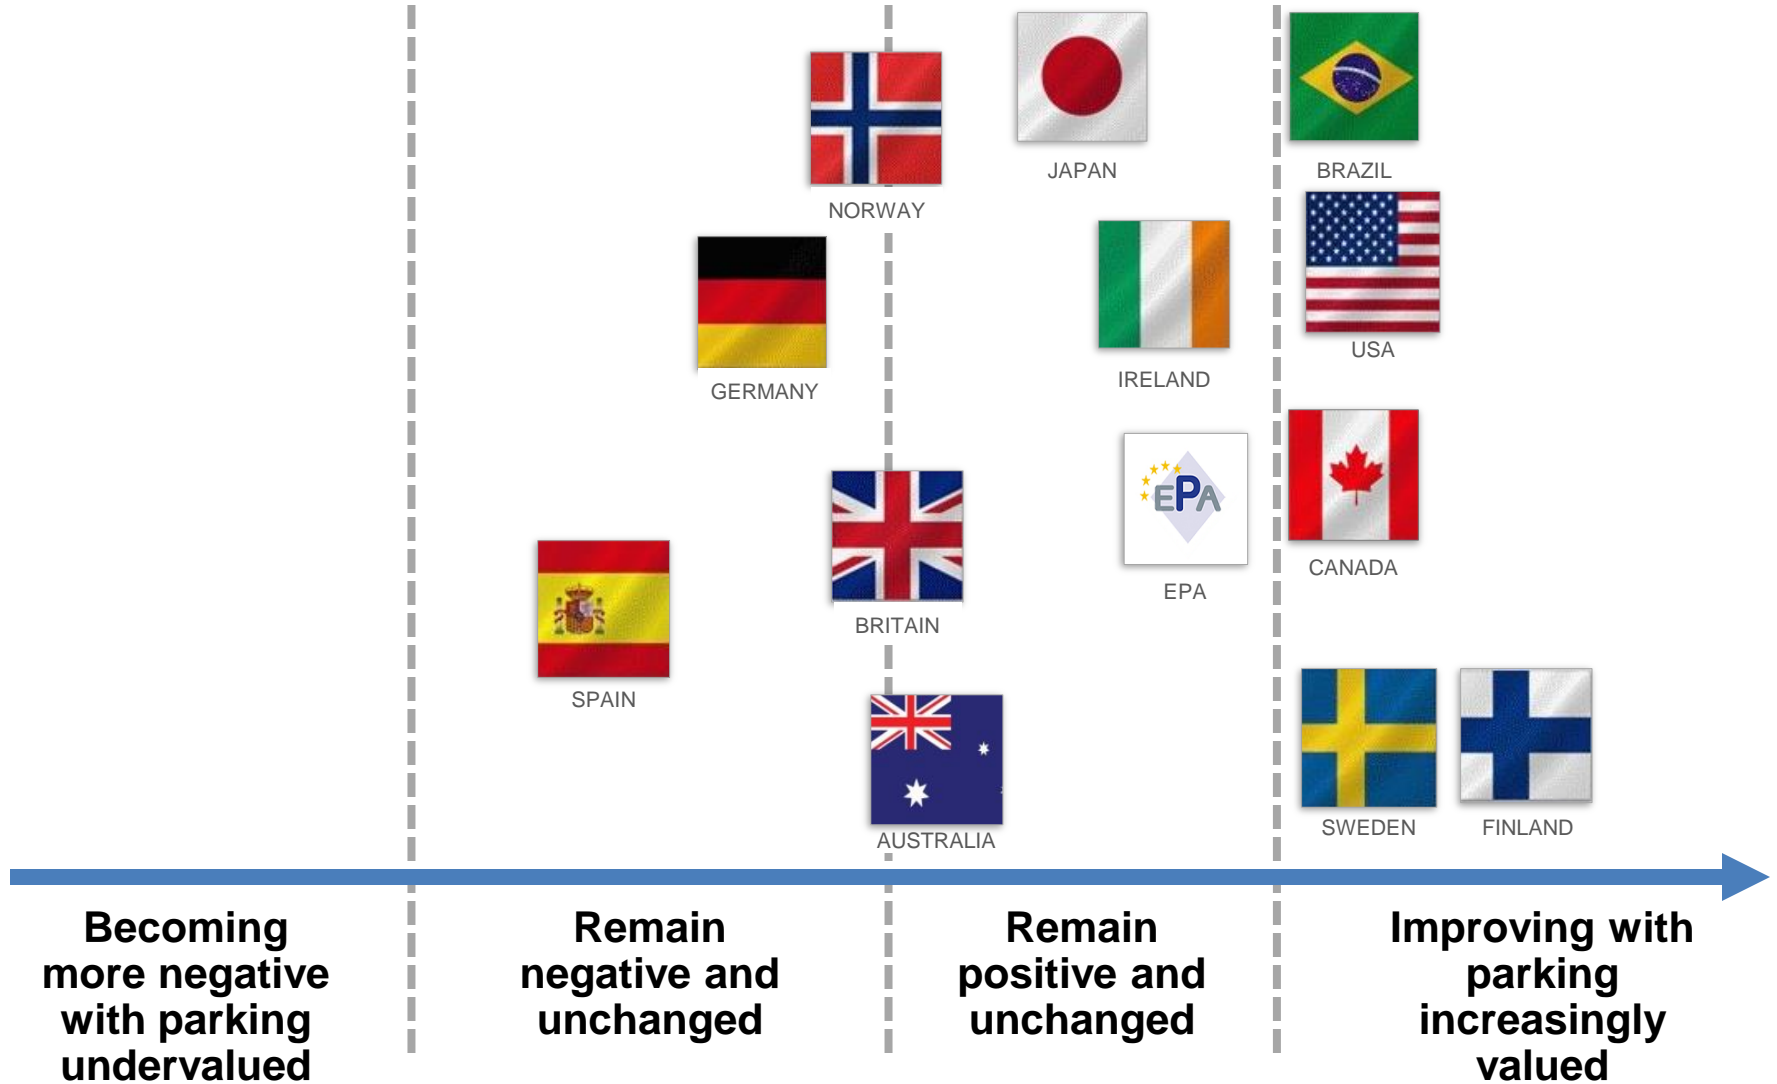 JAPAN
BRAZIL
NORWAY
USA
IRELAND
GERMANY
EPA
CANADA
EPA
BRITAIN
SPAIN
SWEDEN
FINLAND
AUSTRALIA
Becoming
more negative
with parking
undervalued
Remain
negative and
unchanged
Remain
positive and
unchanged
Improving with
parking
increasingly
valued